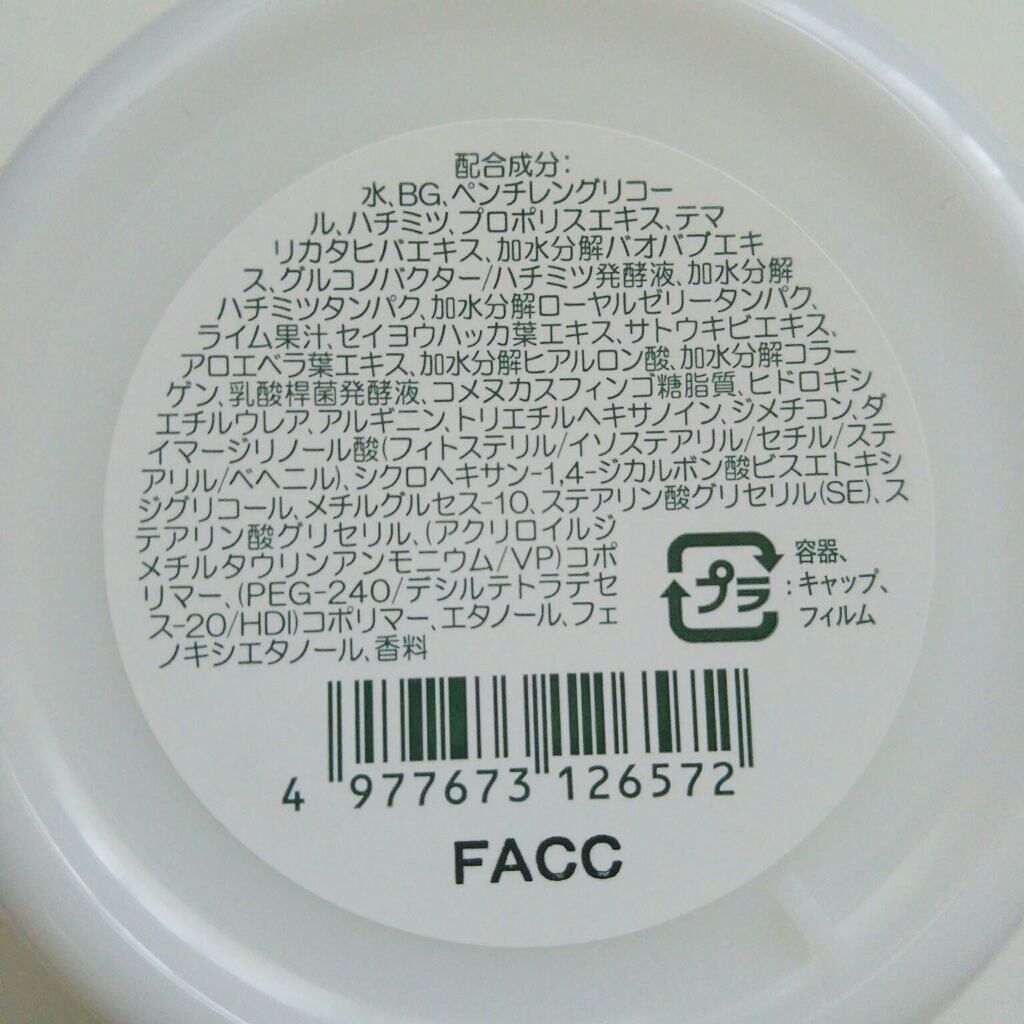 配合成分:
水、BG、ペンチレングリコー
ル、ハチミツ、プロポリスエキス、テマ
リカタヒバエキス、加水分解バオバブエキ
ス、グルコノバクター/ハチミツ発酵液、加水分解
ハチミツタンパク、加水分解ローヤルゼリータンパク、
ライム果汁、セイヨウハッカ葉エキス、サトウキビエキス、
アロエベラ葉エキス、加水分解ヒアルロン酸、加水分解コラー
ゲン、乳酸桿菌発酵液、コメヌカスフィンゴ糖脂質、ヒドロキシ
エチルウレア、アルギニン、トリエチルヘキサノイン、ジメチコン、ダ
イマージリノール酸(フィトステリル/イソステアリル/セチル/ステ
アリル/ベヘニル)、シクロヘキサン-1,4-ジカルボン酸ビスエトキシ
ジグリコール、メチルグルセス-10、ステアリン酸グリセリル(SE)、ス
テアリン酸グリセリル、(アクリロイルジ
メチルタウリンアンモニウム/VP)コポ
リマー、(PEG-240/デシルテトラデセ
ス-20/HDI)コポリマー、エタノール、フェ
ノキシエタノール、香料
プラ
容器、
:キャップ、
フィルム
4 977673 126572
FACC